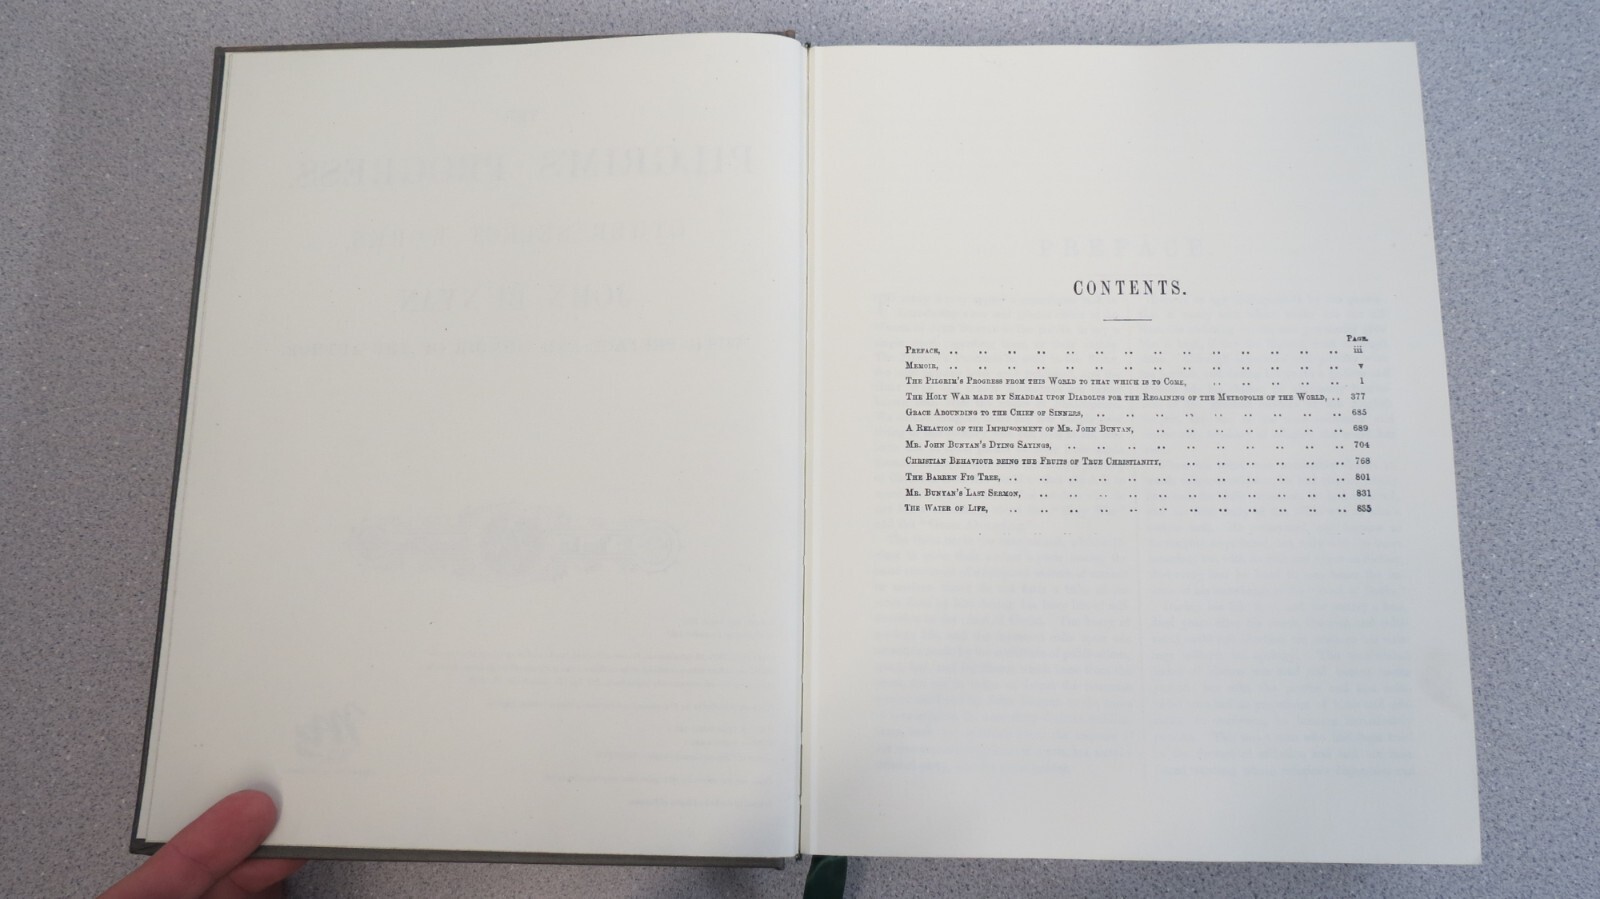 CONTENTS.
PAGE.
PREFACE, .. .. .. .. .. .. .. .. .. .. .. .. .. .. iii
MEMOIR, .. .. .. .. .. .. .. .. .. .. .. .. .. .. v
THE PILGRIM'S PROGRESS FROM THIS WORLD TO THAT WHICH IS TO COME, .. .. .. .. .. 1
THE HOLY WAR MADE BY SHADDAI UPON DIABOLUS FOR THE REGAINING OF THE METROPOLIS OF THE WORLD, .. 377
GRACE ABOUNDING TO THE CHIEF OF SINNERS, .. .. .. .. .. .. .. .. .. 685
A RELATION OF THE IMPRISONMENT OF MR. JOHN BUNYAN, .. .. .. .. .. .. .. 689
MR. JOHN BUNYAN'S DYING SAYINGS, .. .. .. .. .. .. .. .. .. .. 704
CHRISTIAN BEHAVIOUR BEING THE FRUITS OF TRUE CHRISTIANITY, .. .. .. .. .. .. 768
THE BARREN FIG TREE, .. .. .. .. .. .. .. .. .. .. .. .. 801
MR. BUNYAN'S LAST SERMON, .. .. .. .. .. .. .. .. .. .. .. 831
THE WATER OF LIFE, .. .. .. .. .. .. .. .. .. .. .. .. 855